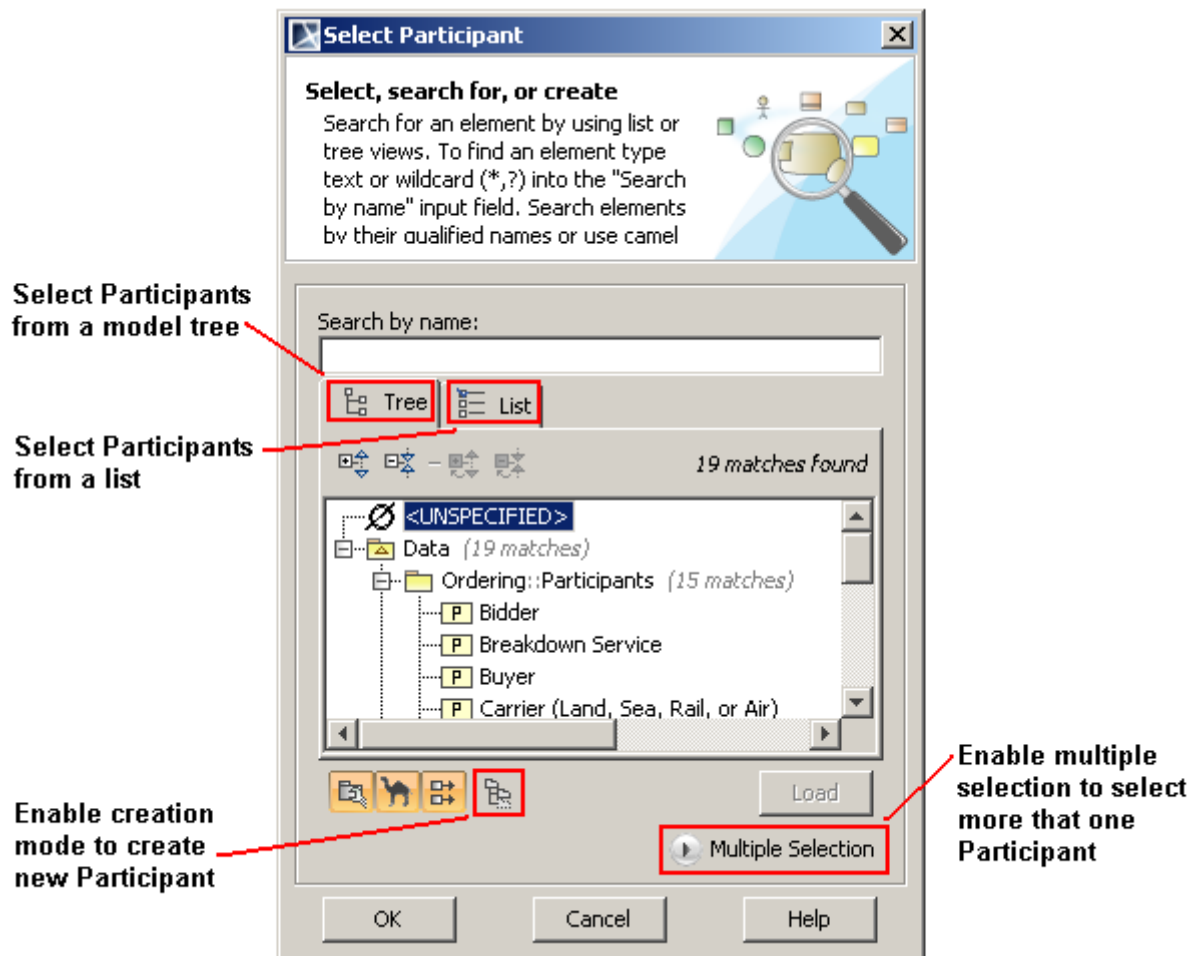 Select Participant
Select, search for, or create
Search for an element by using list or
tree views. To find an element type
text or wildcard (*,?) into the "Search
by name" input field. Search elements
by their qualified names or use camel
Select Participants
from a model tree
Search by name:
Tree
List
Select Participants
from a list
19 matches found
<UNSPECIFIED>
Data (19 matches)
Ordering::Participants (15 matches)
P Bidder
P Breakdown Service
P Buyer
P Carrier (Land, Sea, Rail, or Air)
Enable multiple
selection to select
more that one
Participant
Load
Enable creation
mode to create
new Participant
Multiple Selection
OK
Cancel
Help